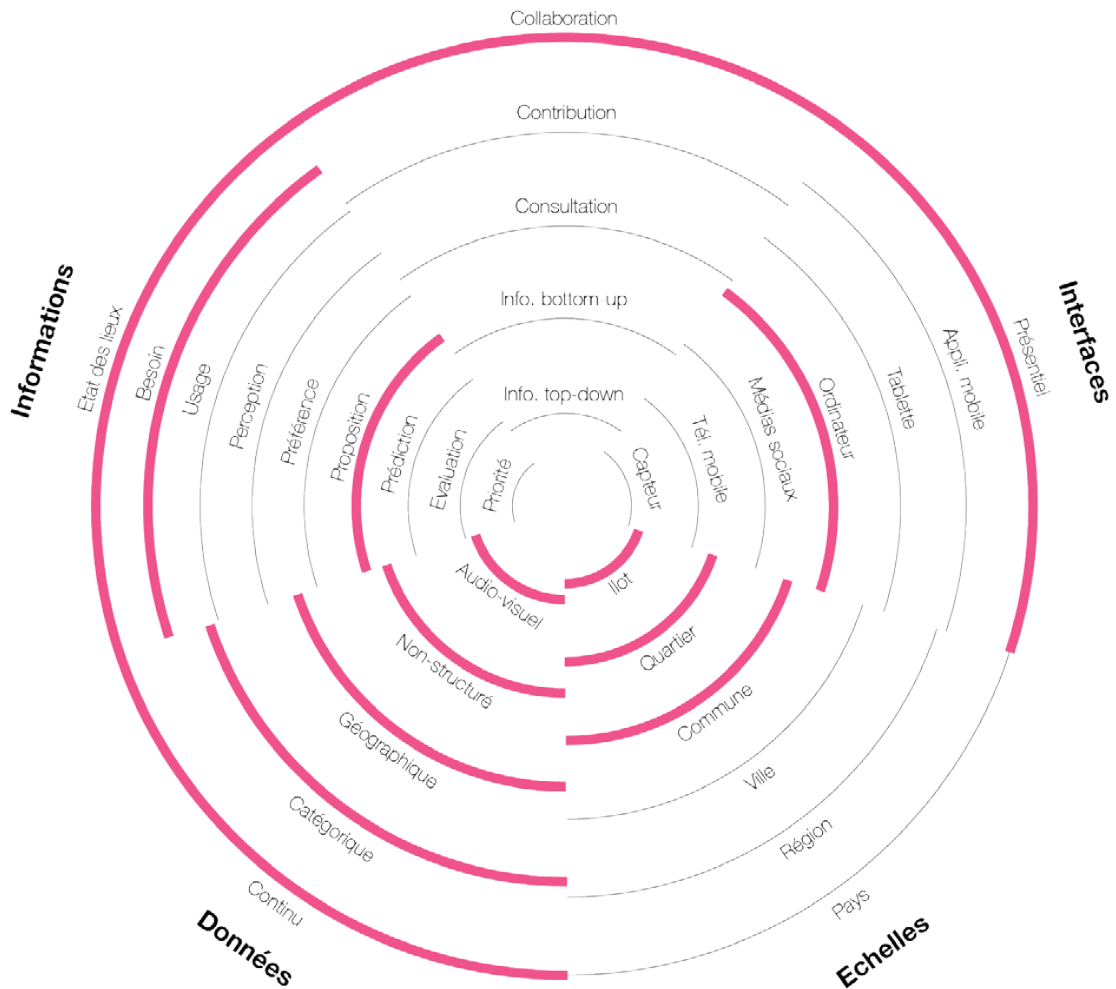 Collaboration
Contribution
Consultation
Info. bottom up
Info. top-down
Informations
Etat des lieux
Besoin
Usage
Perception
Préférence
Proposition
Prédiction
Evaluation
Priorité
Interfaces
Présentiel
Appli. mobile
Tablette
Ordinateur
Médias sociaux
Tél. mobile
Capteur
Audio-visuel
Non-structuré
Géographique
Catégorique
Continu
Données
Ilot
Quartier
Commune
Ville
Région
Pays
Echelles